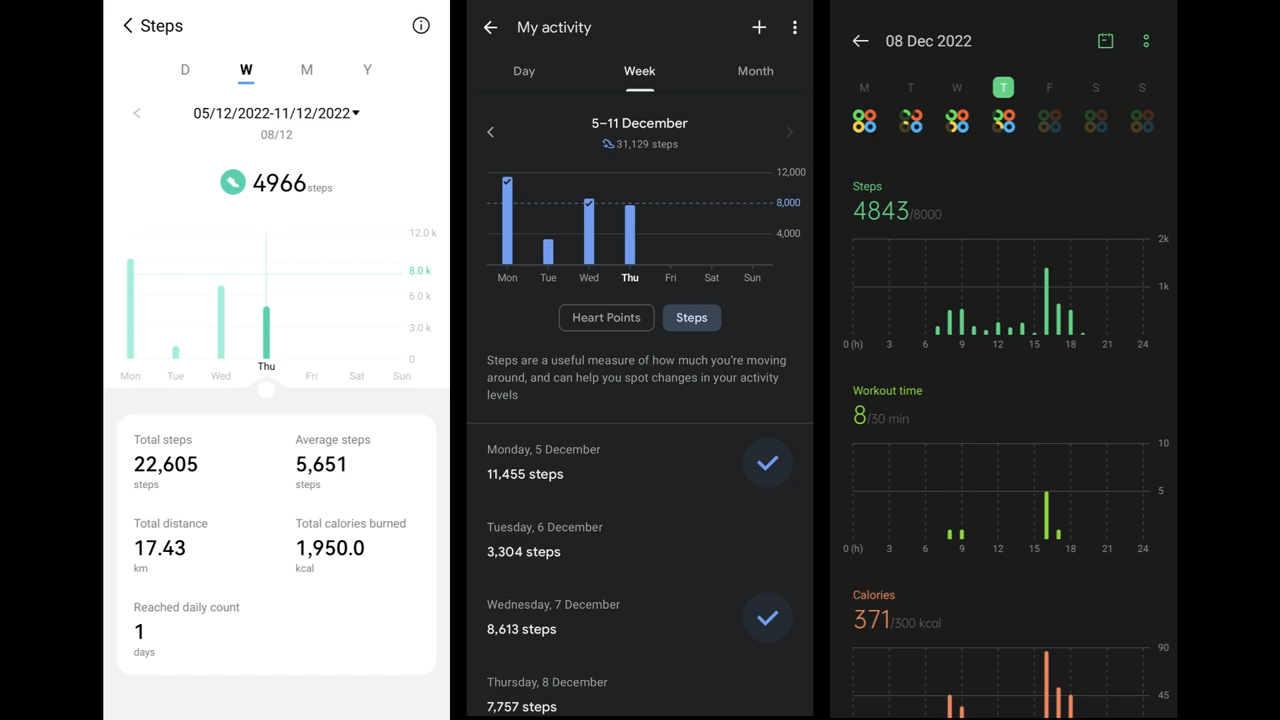 Steps
D W M Y
05/12/2022-11/12/2022
08/12
4966 steps
12.0 k
8.0 k
6.0 k
3.0 k
0
Mon Tue Wed Thu Fri Sat Sun
Total steps
22,605
steps
Average steps
5,651
steps
Total distance
17.43
km
Total calories burned
1,950.0
kcal
Reached daily count
1
days
My activity
Day Week Month
5–11 December
31,129 steps
12,000
8,000
4,000
Mon Tue Wed Thu Fri Sat Sun
Heart Points Steps
Steps are a useful measure of how much you're moving
around, and can help you spot changes in your activity
levels
Monday, 5 December
11,455 steps
Tuesday, 6 December
3,304 steps
Wednesday, 7 December
8,613 steps
Thursday, 8 December
7,757 steps
08 Dec 2022
M T W T F S S
Steps
4843/8000
2k
1k
0 (h) 3 6 9 12 15 18 21 24
Workout time
8/30 min
10
5
0 (h) 3 6 9 12 15 18 21 24
Calories
371/300 kcal
90
45